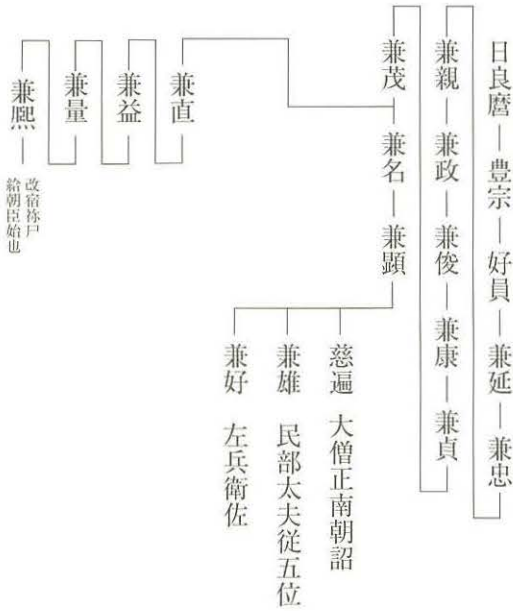 日良麿―豊宗―好員―兼延―兼忠
兼親―兼政―兼俊―兼康―兼貞
兼茂―兼名―兼顕
慈遍 大僧正南朝詔
兼雄 民部太夫従五位
兼好 左兵衛佐
兼直
兼益
兼量
兼熈
改宿祢尸
給朝臣始也